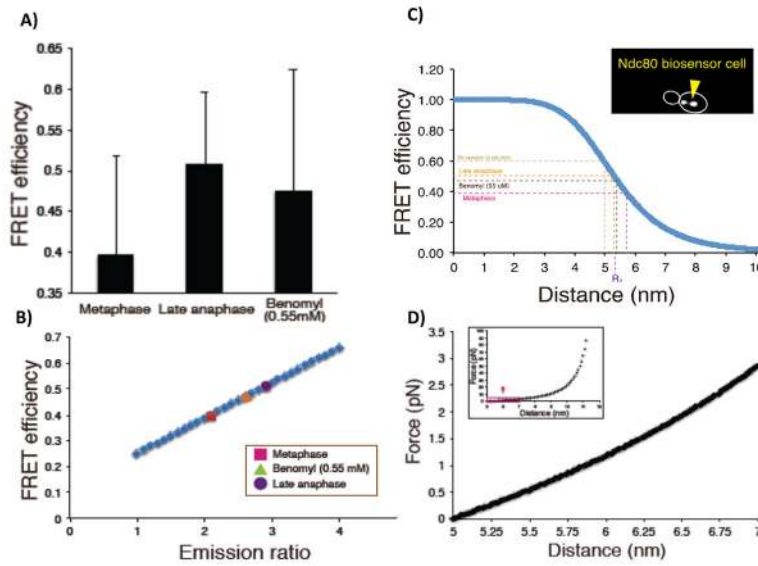 A)
0.65
0.6
0.55
0.5
0.45
0.4
0.35
FRET efficiency
Metaphase
Late anaphase
Benomyl
(0.55mM)
B)
0.7
0.6
0.5
0.4
0.3
0.2
0.1
0
FRET efficiency
Metaphase
Benomyl (0.55 mM)
Late anaphase
0 1 2 3 4
Emission ratio
C)
Ndc80 biosensor cell
1.20
1.00
0.80
0.60
0.40
0.20
0.00
FRET efficiency
Late anaphase
Metaphase
0 1 2 3 4 5 6 7 8 9 10
Distance (nm)
D)
3.5
3
2.5
2
1.5
1
0.5
0
Force (pN)
Force (pN)
Distance (nm)
5 5.25 5.5 5.75 6 6.25 6.5 6.75 7
Distance (nm)